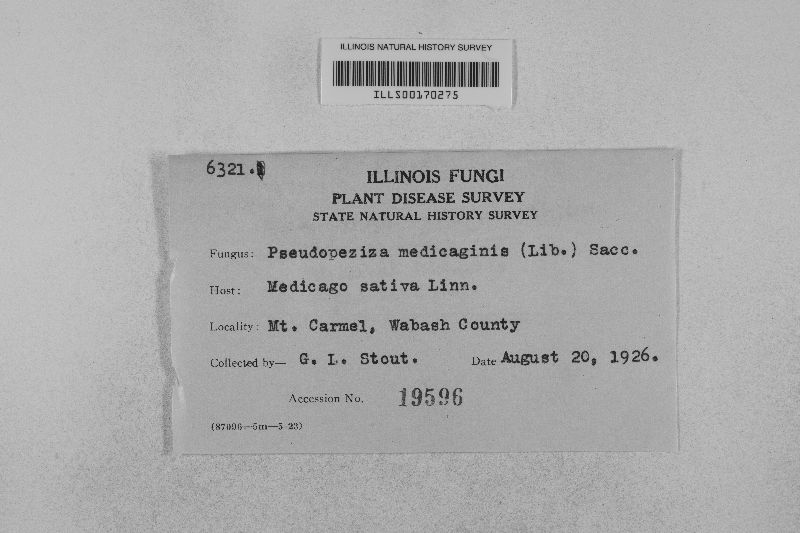 ILLINOIS NATURAL HISTORY SURVEY
ILLS00170275
6321.
ILLINOIS FUNGI
PLANT DISEASE SURVEY
STATE NATURAL HISTORY SURVEY
Fungus: Pseudopeziza medicaginis (Lib.) Sacc.
Host: Medicago sativa Linn.
Locality: Mt. Carmel, Wabash County
Collected by— G. L. Stout. Date August 20, 1926.
Accession No. 19596
(87096—5m—5-23)